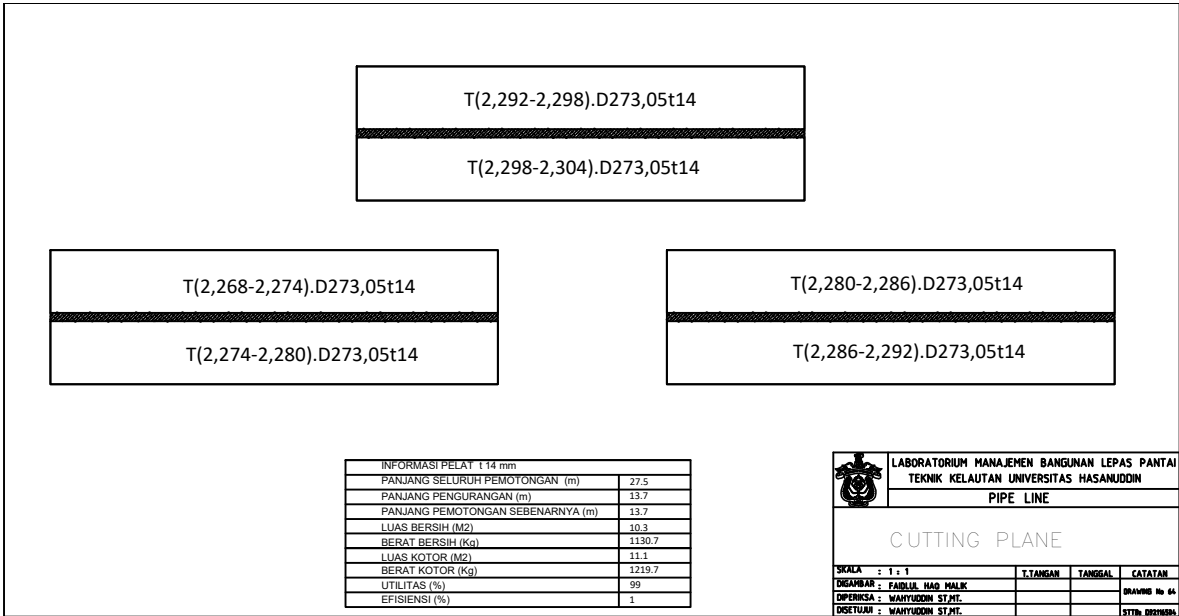 T(2,292-2,298).D273,05t14
T(2,298-2,304).D273,05t14
T(2,268-2,274).D273,05t14
T(2,274-2,280).D273,05t14
T(2,280-2,286).D273,05t14
T(2,286-2,292).D273,05t14
INFORMASI PELAT t 14 mm
PANJANG SELURUH PEMOTONGAN (m) 27.5
PANJANG PENGURANGAN (m) 13.7
PANJANG PEMOTONGAN SEBENARNYA (m) 13.7
LUAS BERSIH (M2) 10.3
BERAT BERSIH (Kg) 1130.7
LUAS KOTOR (M2) 11.1
BERAT KOTOR (Kg) 1219.7
UTILITAS (%) 99
EFISIENSI (%) 1
LABORATORIUM MANAJEMEN BANGUNAN LEPAS PANTAI
TEKNIK KELAUTAN UNIVERSITAS HASANUDDIN
PIPE LINE
CUTTING PLANE
SKALA : 1 : 1 T.TANGAN TANGGAL CATATAN
DIGAMBAR : FAIDLUL HAQ MALIK
DIPERIKSA : WAHYUDDIN ST,MT.
DISETUJUI : WAHYUDDIN ST,MT.
DRAWING No 64